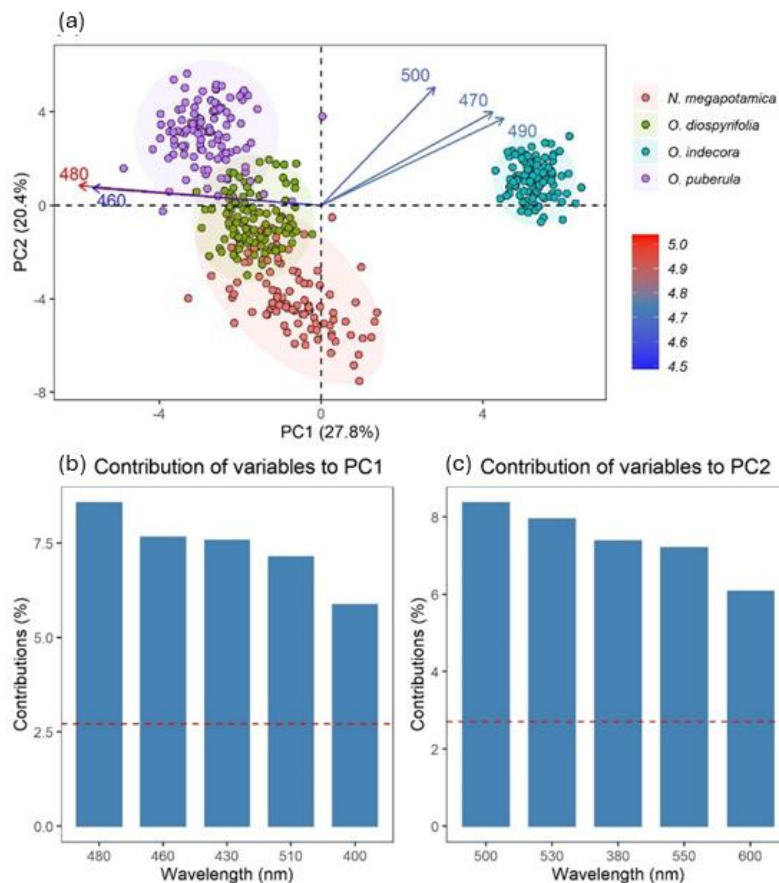 (a)
500
470
490
480
460
4
0
-4
-8
-4
0
4
PC2 (20.4%)
PC1 (27.8%)
N. megapotamica
O. diospyrifolia
O. indecora
O. puberula
5.0
4.9
4.8
4.7
4.6
4.5
(b) Contribution of variables to PC1
7.5
5.0
2.5
0.0
Contributions (%)
480 460 430 510 400
Wavelength (nm)
(c) Contribution of variables to PC2
8
6
4
2
0
Contributions (%)
500 530 380 550 600
Wavelength (nm)